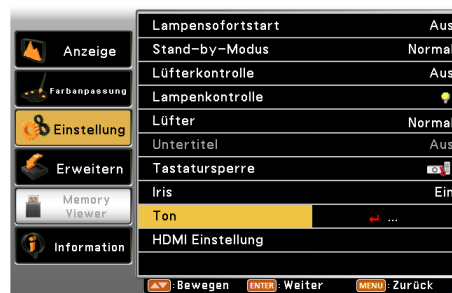 Anzeige
Farbanpassung
Einstellung
Erweitern
Memory
Viewer
Information
Lampensofortstart Aus
Stand-by-Modus Normal
Lüfterkontrolle Aus
Lampenkontrolle
Lüfter Normal
Untertitel Aus
Tastatursperre
Iris Ein
Ton ...
HDMI Einstellung
:Bewegen ENTER :Weiter MENU :Zurück